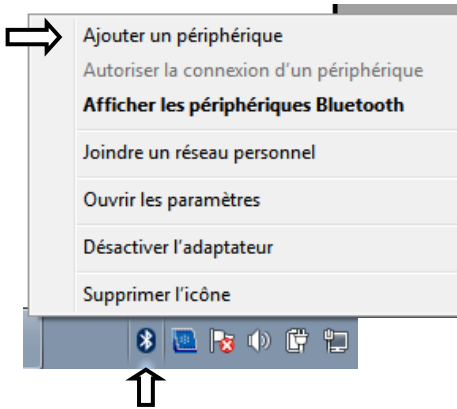 Ajouter un périphérique
Autoriser la connexion d'un périphérique
Afficher les périphériques Bluetooth
Joindre un réseau personnel
Ouvrir les paramètres
Désactiver l'adaptateur
Supprimer l'icône